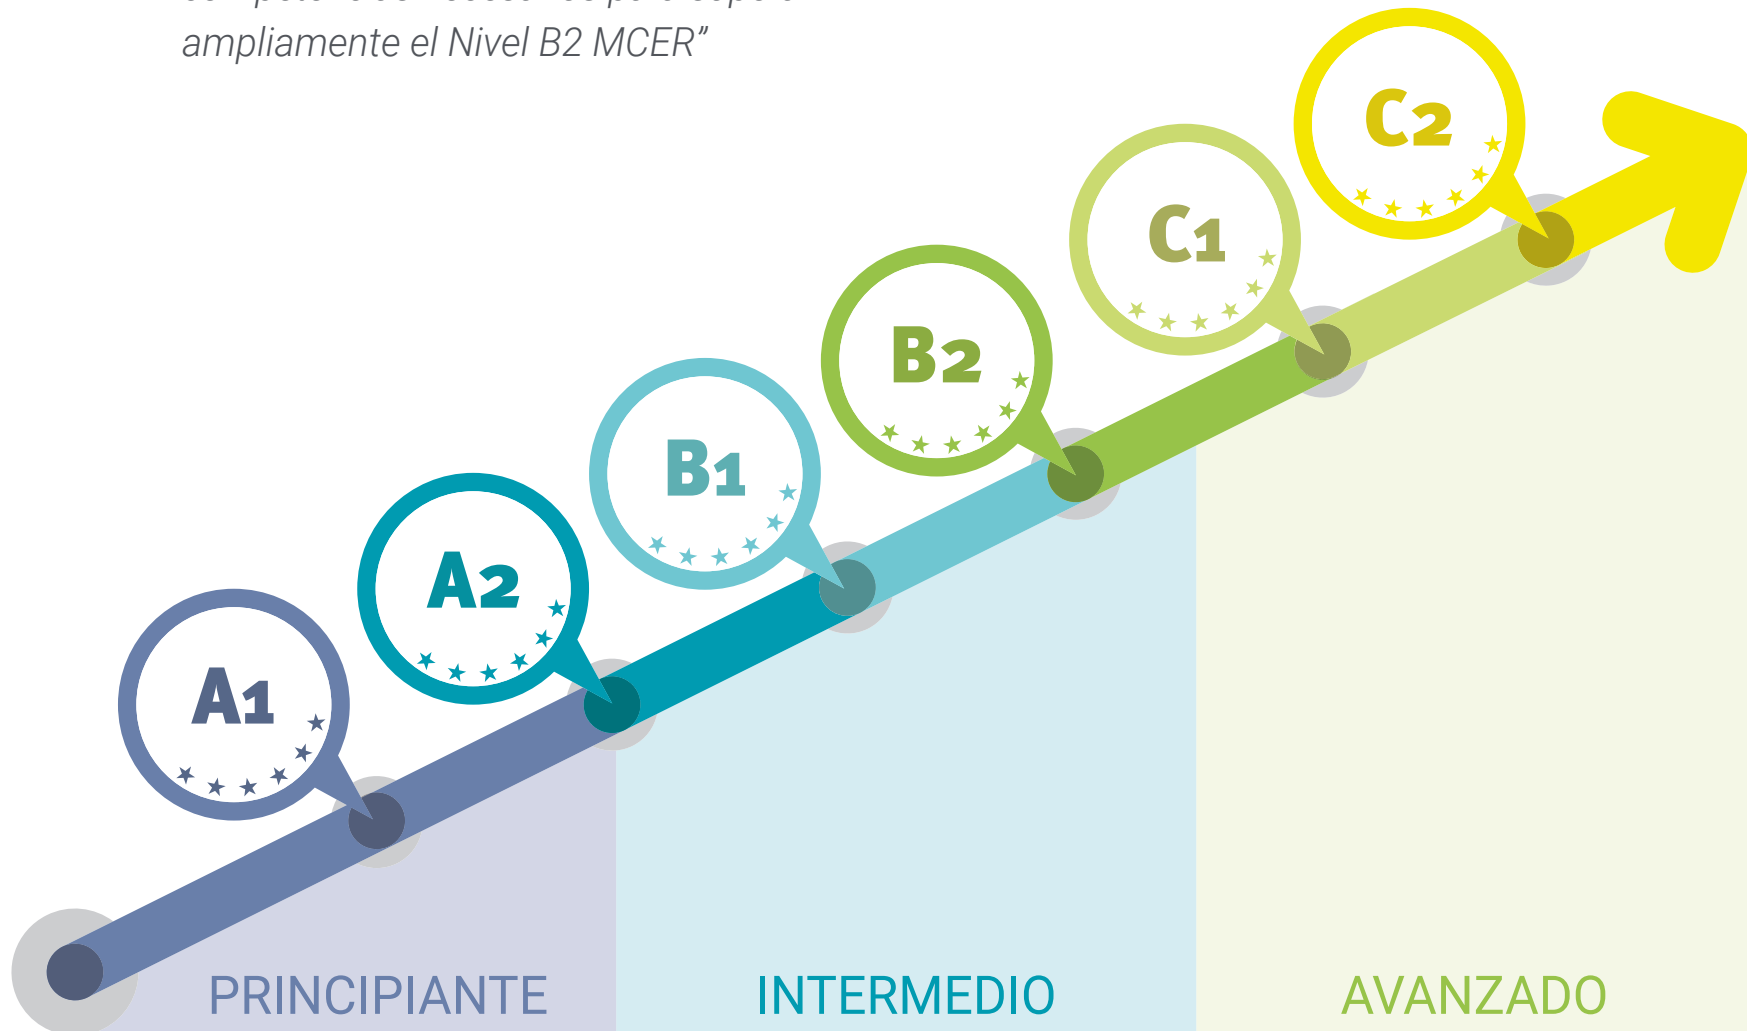 ampliamente el Nivel B2 MCER”
C2
C1
B2
B1
A2
A1
PRINCIPIANTE INTERMEDIO AVANZADO